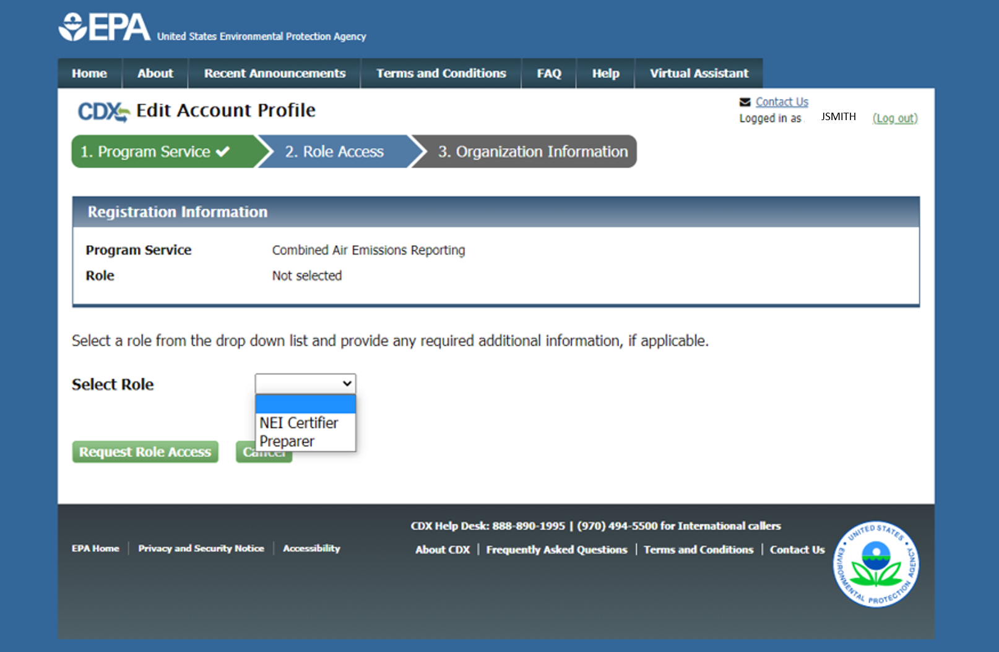 EPA United States Environmental Protection Agency
Home About Recent Announcements Terms and Conditions FAQ Help Virtual Assistant
CDX Edit Account Profile
Contact Us
Logged in as JSMITH (Log out)
1. Program Service 2. Role Access 3. Organization Information
Registration Information
Program Service Combined Air Emissions Reporting
Role Not selected
Select a role from the drop down list and provide any required additional information, if applicable.
Select Role
NEI Certifier
Preparer
Request Role Access Cancel
CDX Help Desk: 888-890-1995 | (970) 494-5500 for International callers
EPA Home Privacy and Security Notice Accessibility
About CDX | Frequently Asked Questions | Terms and Conditions | Contact Us
UNITED STATES • ENVIRONMENTAL PROTECTION AGENCY •